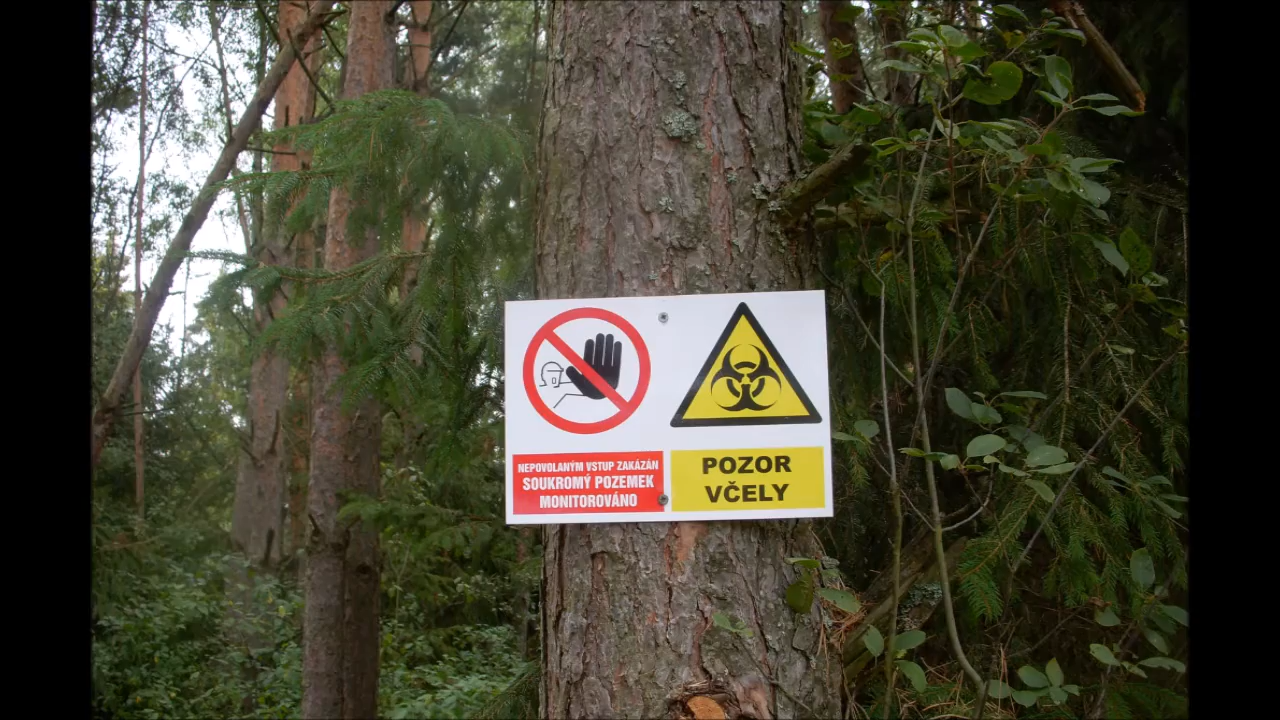 NEPOVOLANÝM VSTUP ZAKÁZÁN
SOUKROMÝ POZEMEK
MONITOROVÁNO
POZOR
VČELY